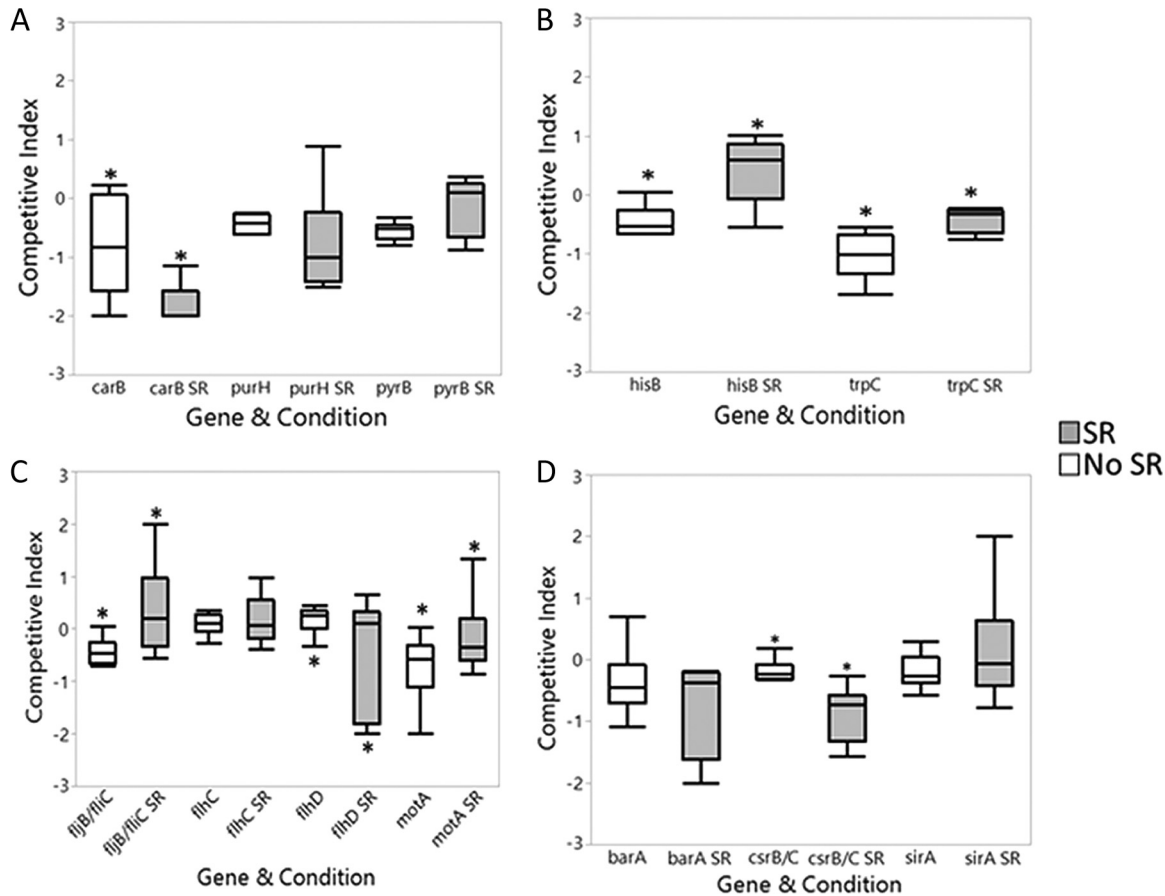 A
3
2
1
0
-1
-2
-3
Competitive Index
*
*
carB carB SR purH purH SR pyrB pyrB SR
Gene & Condition
B
3
2
1
0
-1
-2
-3
Competitive Index
*
*
*
*
hisB hisB SR trpC trpC SR
Gene & Condition
SR
No SR
C
3
2
1
0
-1
-2
-3
Competitive Index
*
*
*
*
*
*
fljB/fliC fljB/fliC SR flhC flhC SR flhD flhD SR motA motA SR
Gene & Condition
D
3
2
1
0
-1
-2
-3
Competitive Index
*
*
barA barA SR csrB/C csrB/C SR sirA sirA SR
Gene & Condition